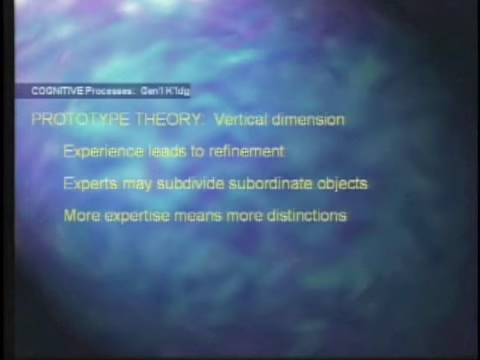 COGNITIVE Processes: Gen'l K'ldg
PROTOTYPE THEORY: Vertical dimension
Experience leads to refinement
Experts may subdivide subordinate objects
More expertise means more distinctions